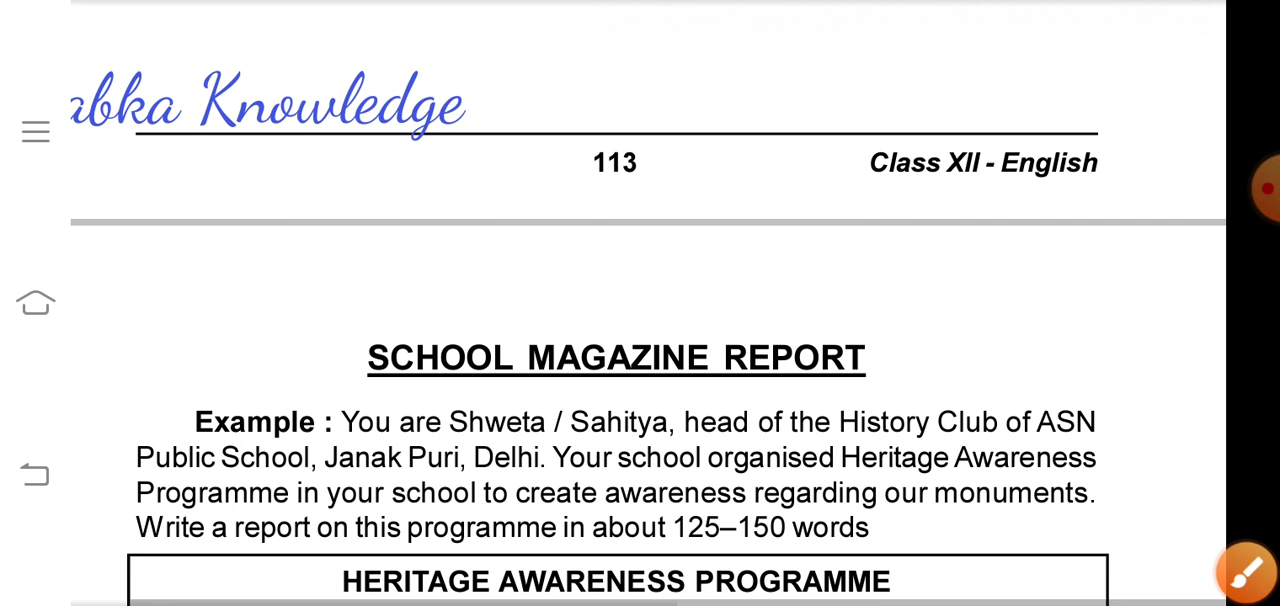 Knowledge
113 Class XII - English
SCHOOL MAGAZINE REPORT
Example : You are Shweta / Sahitya, head of the History Club of ASN
Public School, Janak Puri, Delhi. Your school organised Heritage Awareness
Programme in your school to create awareness regarding our monuments.
Write a report on this programme in about 125–150 words
HERITAGE AWARENESS PROGRAMME